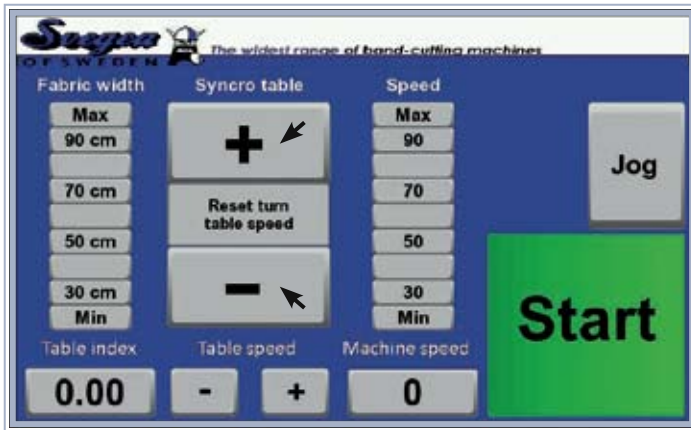 Svegea
OF SWEDEN
The widest range of band-cutting machines
Fabric width
Max
90 cm
70 cm
50 cm
30 cm
Min
Syncro table
+
Reset turn
table speed
-
Speed
Max
90
70
50
30
Min
Jog
Start
Table index
0.00
Table speed
- +
Machine speed
0